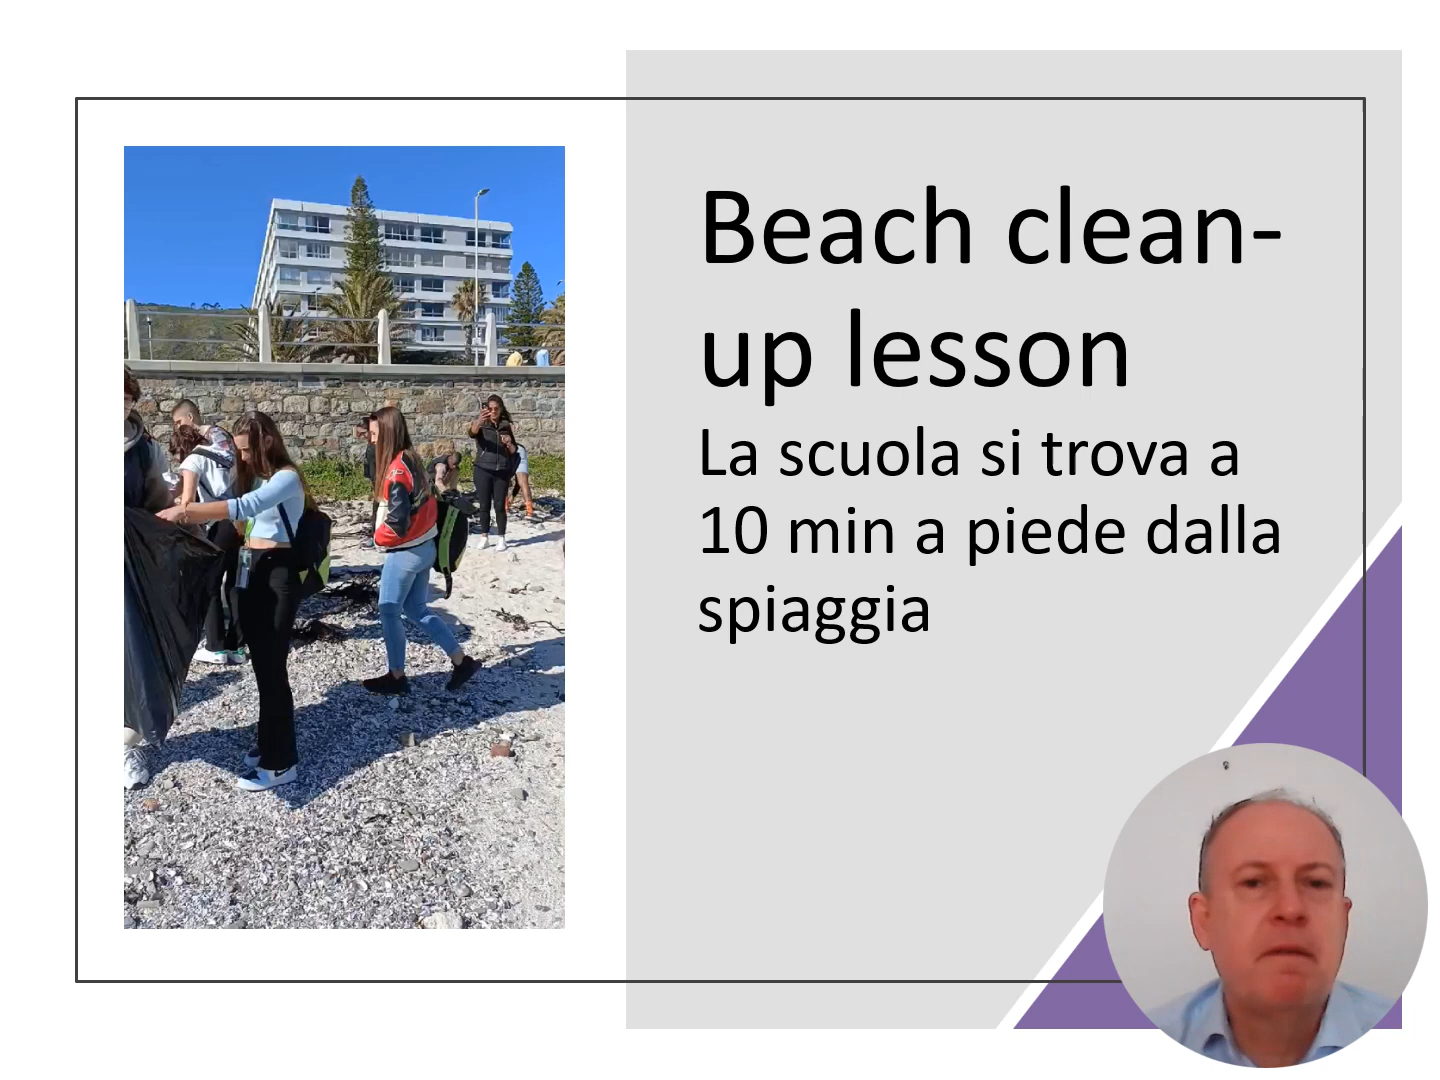 Beach clean-
up lesson
La scuola si trova a
10 min a piede dalla
spiaggia